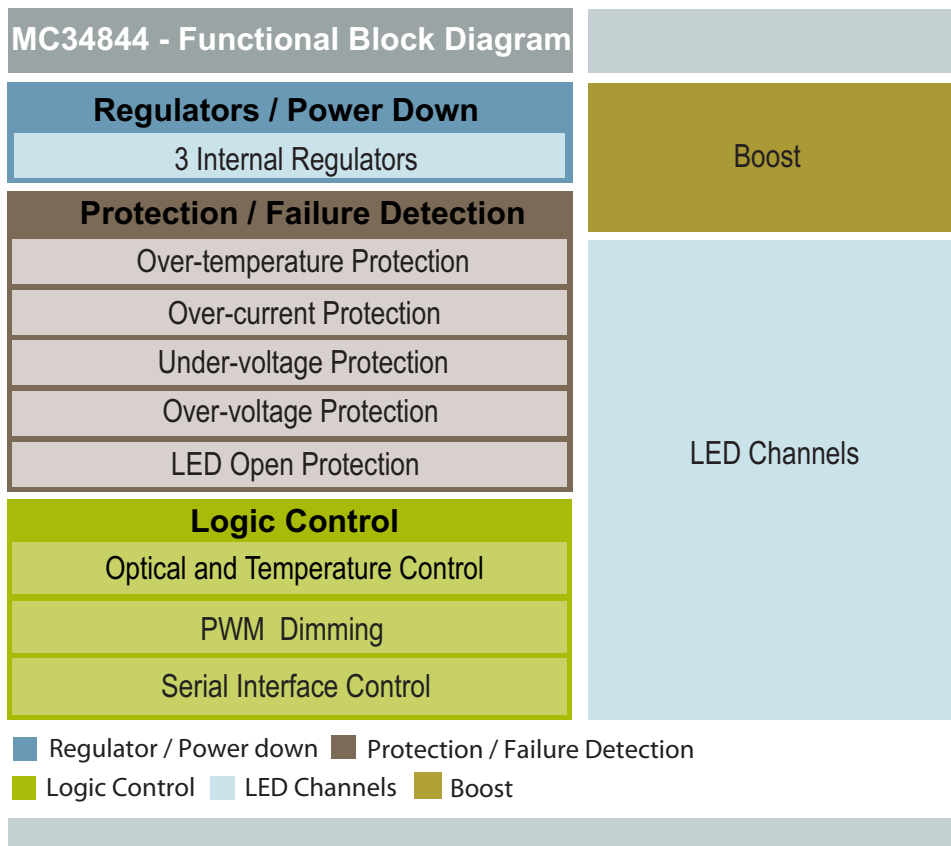 MC34844 - Functional Block Diagram
Regulators / Power Down
3 Internal Regulators
Protection / Failure Detection
Over-temperature Protection
Over-current Protection
Under-voltage Protection
Over-voltage Protection
LED Open Protection
Logic Control
Optical and Temperature Control
PWM Dimming
Serial Interface Control
Boost
LED Channels
Regulator / Power down
Protection / Failure Detection
Logic Control
LED Channels
Boost